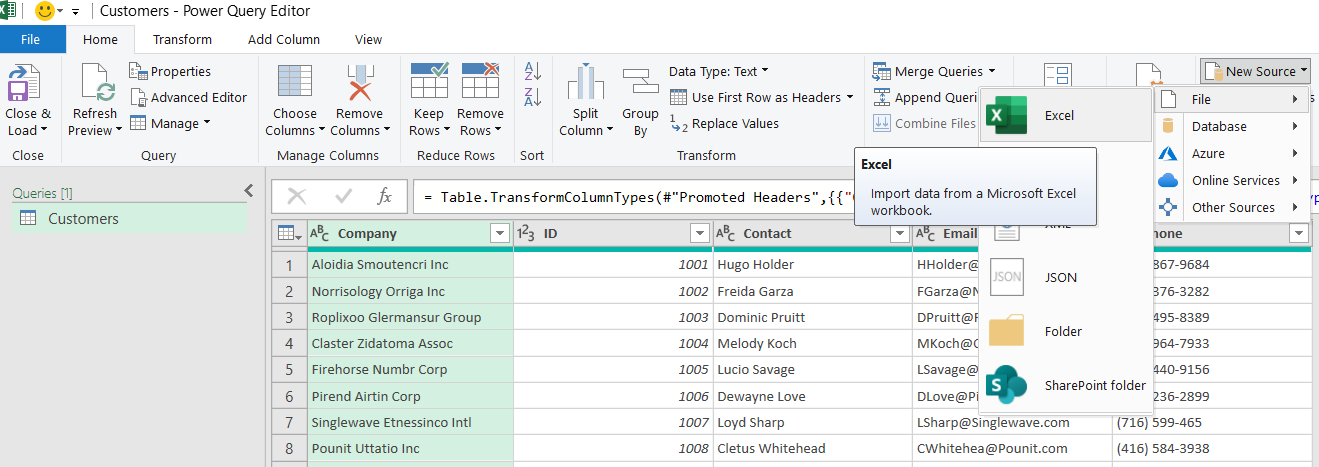 Customers - Power Query Editor
File Home Transform Add Column View
Close & Load
Close
Refresh Preview
Properties
Advanced Editor
Manage
Query
Choose Columns
Remove Columns
Manage Columns
Keep Rows
Remove Rows
Reduce Rows
A Z
Z A
Sort
Split Column
Group By
Data Type: Text
Use First Row as Headers
1 2 Replace Values
Transform
Merge Queries
Append Queri
Combine Files
New Source
File
Database
Azure
Online Services
Other Sources
Excel
JSON JSON
Folder
S SharePoint folder
Excel
Import data from a Microsoft Excel
workbook.
Queries [1]
Customers
fx = Table.TransformColumnTypes(#"Promoted Headers",{{"
ABC Company 123 ID ABC Contact ABC Email hone
1 Aloidia Smoutencri Inc 1001 Hugo Holder HHolder@ 867-9684
2 Norrisology Orriga Inc 1002 Freida Garza FGarza@N 376-3282
3 Roplixoo Glermansur Group 1003 Dominic Pruitt DPruitt@ 495-8389
4 Claster Zidatoma Assoc 1004 Melody Koch MKoch@C 964-7933
5 Firehorse Numbr Corp 1005 Lucio Savage LSavage@ 440-9156
6 Pirend Airtin Corp 1006 Dewayne Love DLove@Pi 236-2899
7 Singlewave Etnessinco Intl 1007 Loyd Sharp LSharp@Singlewave.com (716) 599-465
8 Pounit Uttatio Inc 1008 Cletus Whitehead CWhitehea@Pounit.com (416) 584-3938